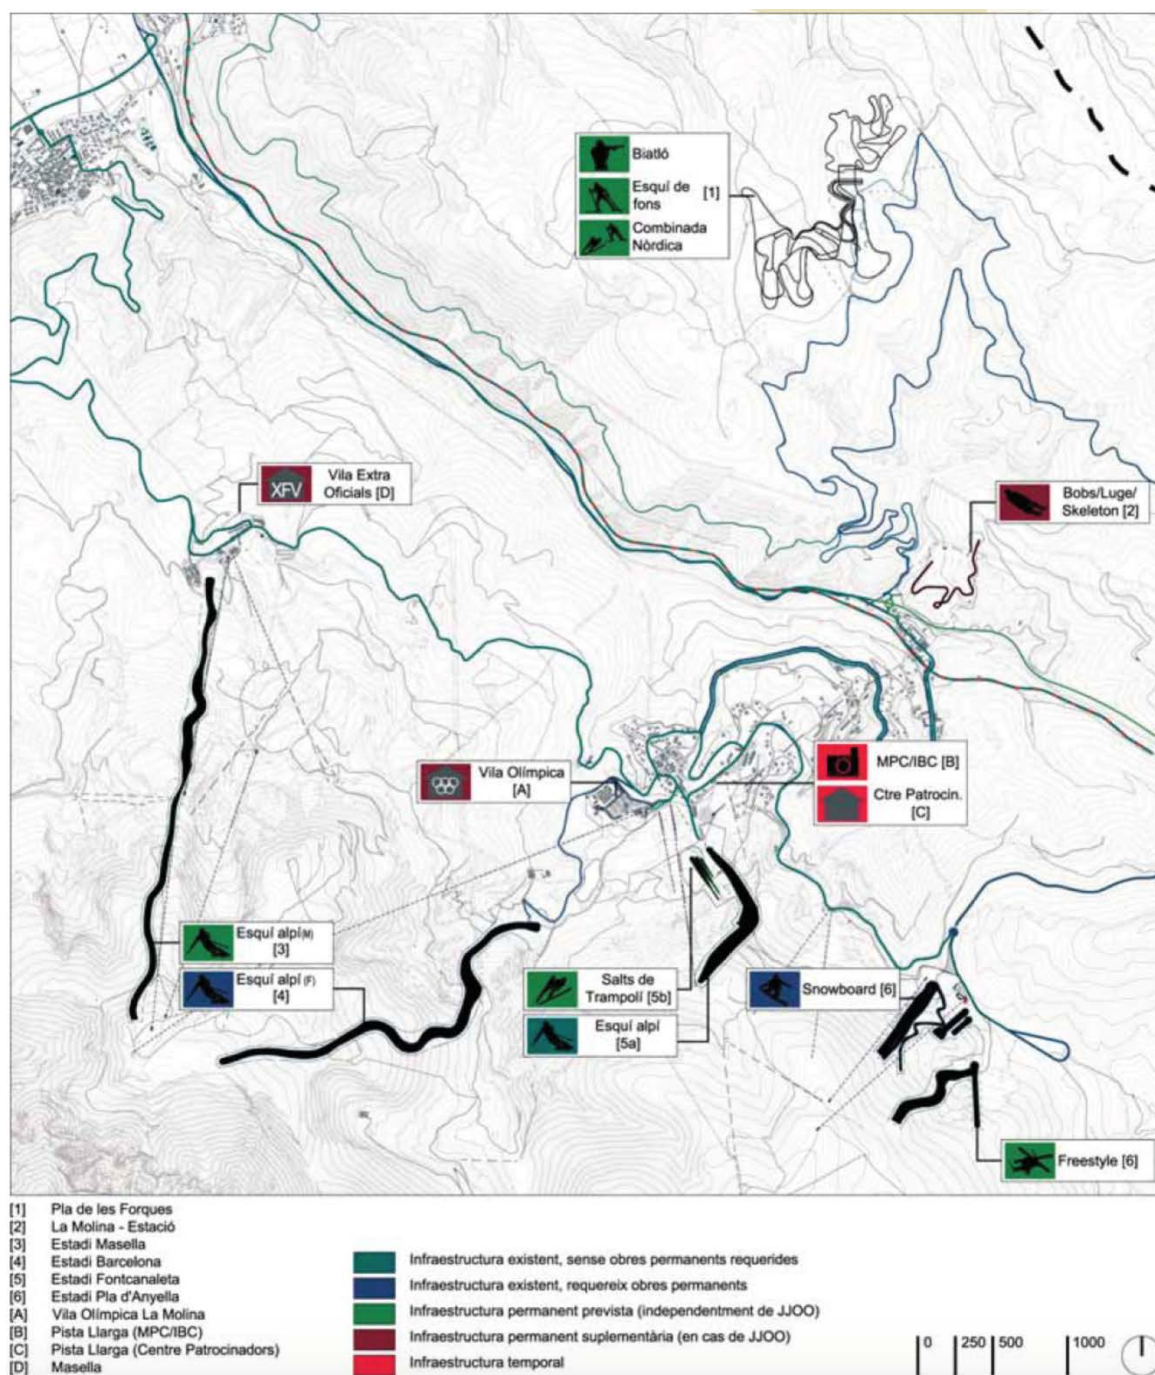 Biatló
Esquí de
fons
[1]
Combinada
Nòrdica
XFV
Vila Extra
Oficials [D]
Bobs/Luge/
Skeleton [2]
Vila Olímpica
[A]
MPC/IBC [B]
Ctre Patrocin.
[C]
Esquí alpí(M)
[3]
Esquí alpí (F)
[4]
Salts de
Trampolí [5b]
Esquí alpí
[5a]
Snowboard [6]
Freestyle [6]
[1] Pla de les Forques
[2] La Molina - Estació
[3] Estadi Masella
[4] Estadi Barcelona
[5] Estadi Fontcanaleta
[6] Estadi Pla d'Anyella
[A] Vila Olímpica La Molina
[B] Pista Llarga (MPC/IBC)
[C] Pista Llarga (Centre Patrocinadors)
[D] Masella
Infraestructura existent, sense obres permanents requerides
Infraestructura existent, requereix obres permanents
Infraestructura permanent prevista (independentment de JJOO)
Infraestructura permanent suplementària (en cas de JJOO)
Infraestructura temporal
0 250 500 1000